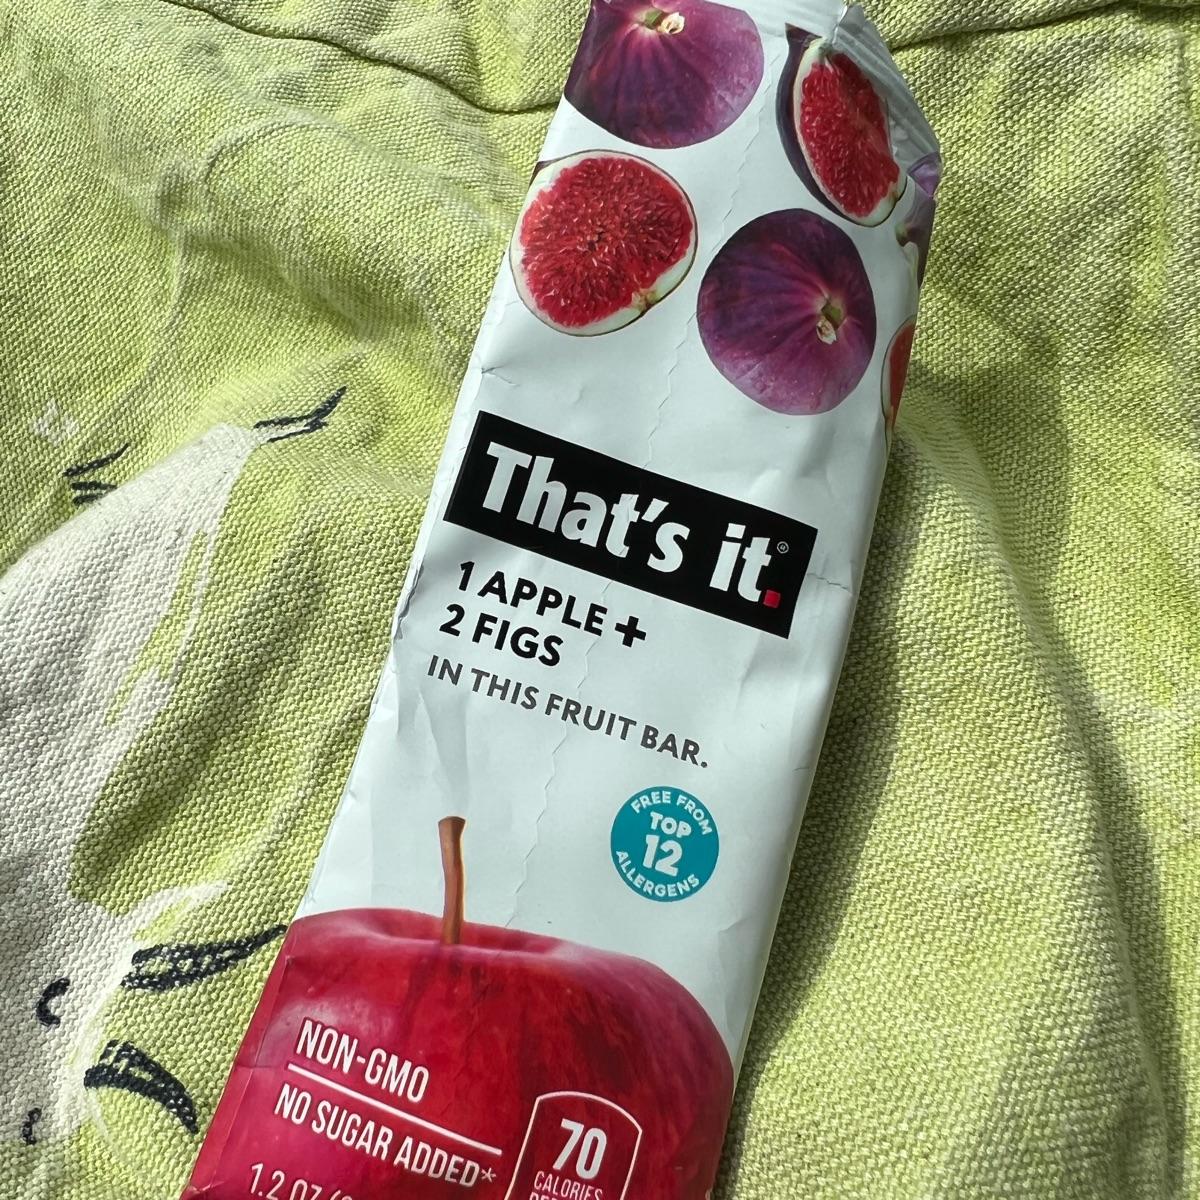 That's it.®
1 APPLE +
2 FIGS
IN THIS FRUIT BAR.
FREE FROM
TOP
12
ALLERGENS
NON-GMO
NO SUGAR ADDED*
70
CALORIES
1.2 OZ